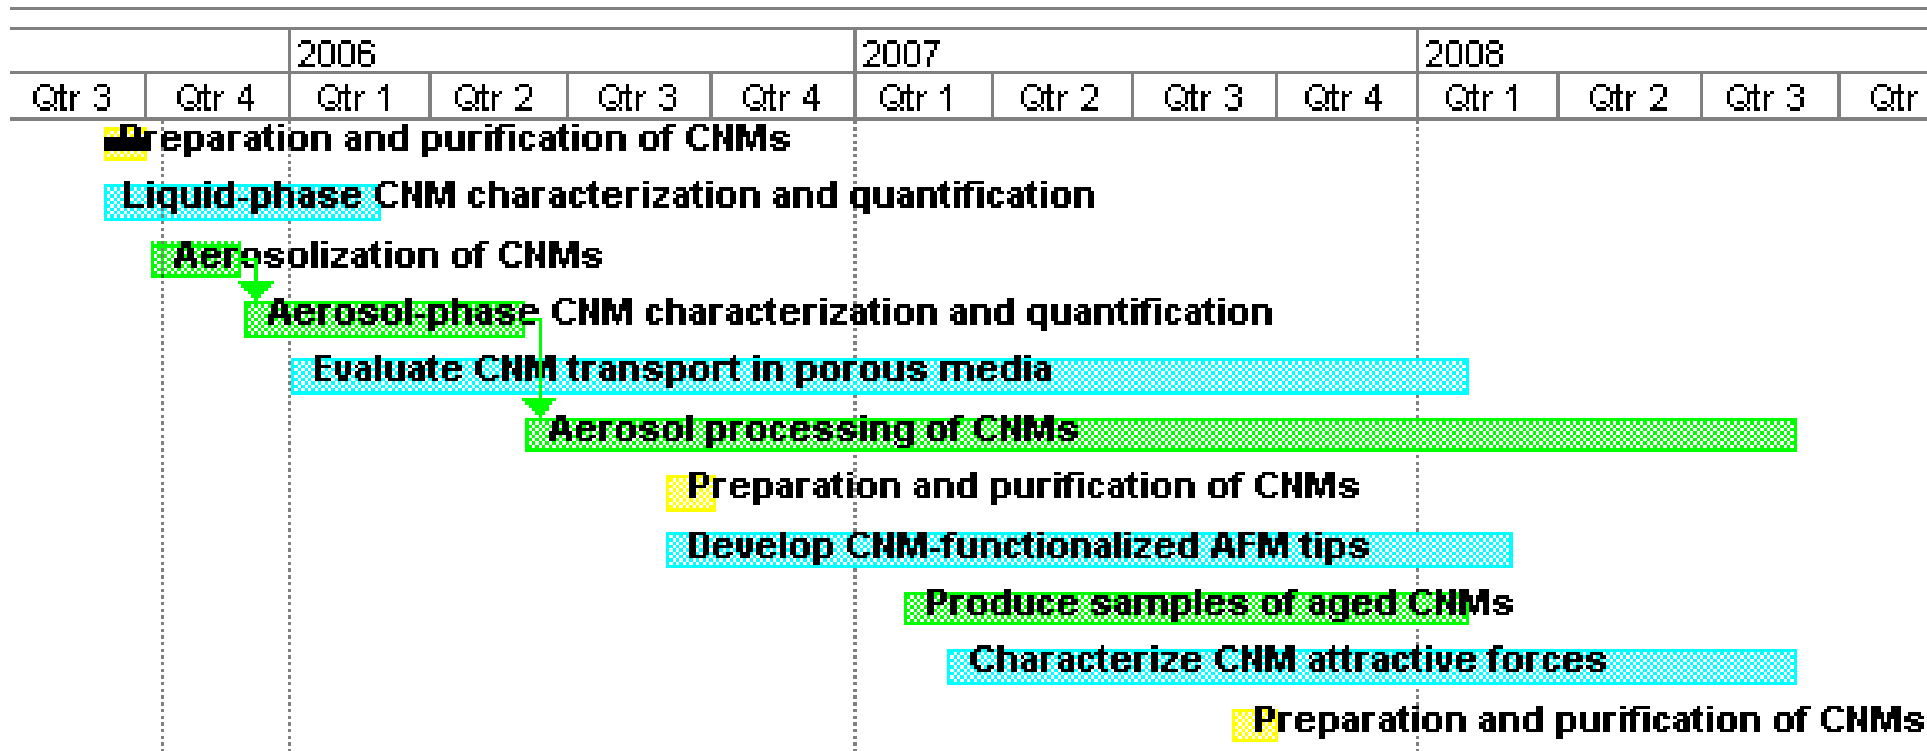 2006 2007 2008
Qtr 3 Qtr 4 Qtr 1 Qtr 2 Qtr 3 Qtr 4 Qtr 1 Qtr 2 Qtr 3 Qtr 4 Qtr 1 Qtr 2 Qtr 3 Qtr
Preparation and purification of CNMs
Liquid-phase CNM characterization and quantification
Aerosolization of CNMs
Aerosol-phase CNM characterization and quantification
Evaluate CNM transport in porous media
Aerosol processing of CNMs
Preparation and purification of CNMs
Develop CNM-functionalized AFM tips
Produce samples of aged CNMs
Characterize CNM attractive forces
Preparation and purification of CNMs